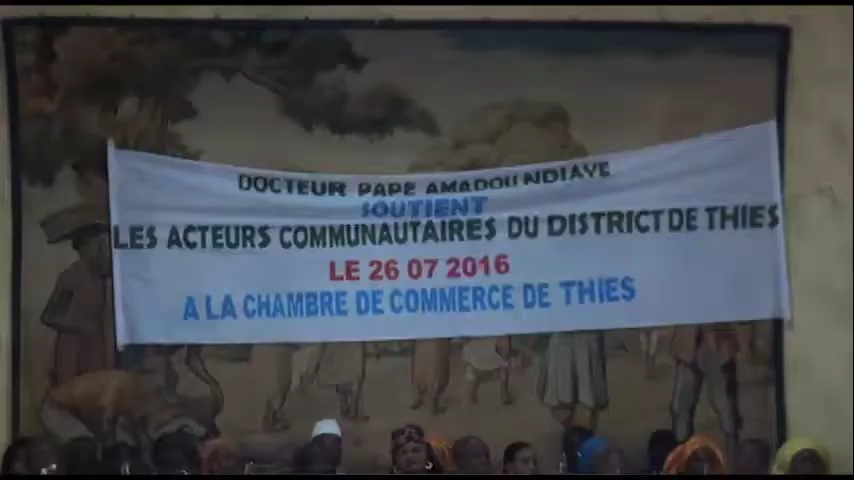 DOCTEUR PAPE AMADOU NDIAYE
SOUTIENT
LES ACTEURS COMMUNAUTAIRES DU DISTRICT DE THIES
LE 26 07 2016
A LA CHAMBRE DE COMMERCE DE THIES